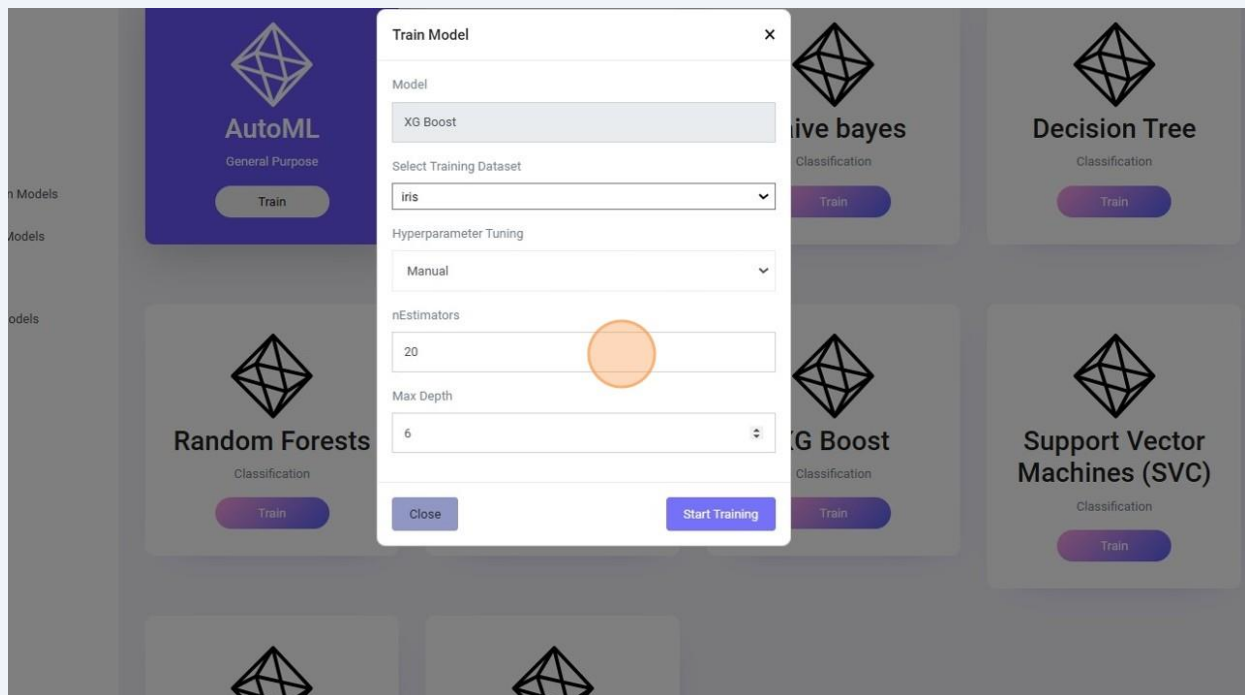 Train Model
Model
XG Boost
Select Training Dataset
iris
Hyperparameter Tuning
Manual
nEstimators
20
Max Depth
6
Close
Start Training
AutoML
General Purpose
Train
bayes
Classification
Train
Decision Tree
Classification
Train
Models
Models
Random Forests
Classification
Train
Boost
Classification
Train
Support Vector
Machines (SVC)
Classification
Train